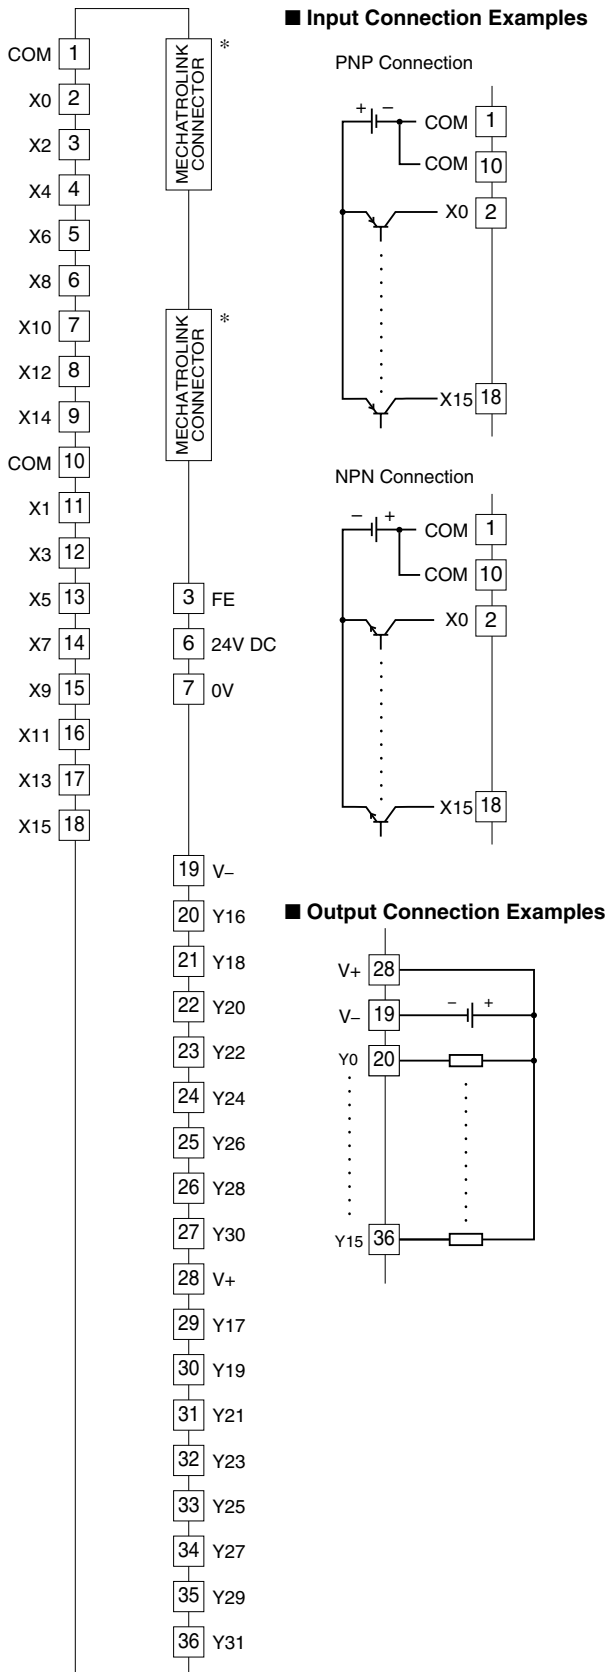 COM 1
X0 2
X2 3
X4 4
X6 5
X8 6
X10 7
X12 8
X14 9
COM 10
X1 11
X3 12
X5 13
X7 14
X9 15
X11 16
X13 17
X15 18
MECHATROLINK
CONNECTOR
*
MECHATROLINK
CONNECTOR
*
3 FE
6 24V DC
7 0V
19 V–
20 Y16
21 Y18
22 Y20
23 Y22
24 Y24
25 Y26
26 Y28
27 Y30
28 V+
29 Y17
30 Y19
31 Y21
32 Y23
33 Y25
34 Y27
35 Y29
36 Y31
■ Input Connection Examples
PNP Connection
+ –
COM 1
COM 10
X0 2
X15 18
NPN Connection
– +
COM 1
COM 10
X0 2
X15 18
■ Output Connection Examples
V+ 28
V– 19 – +
Y0 20
Y15 36